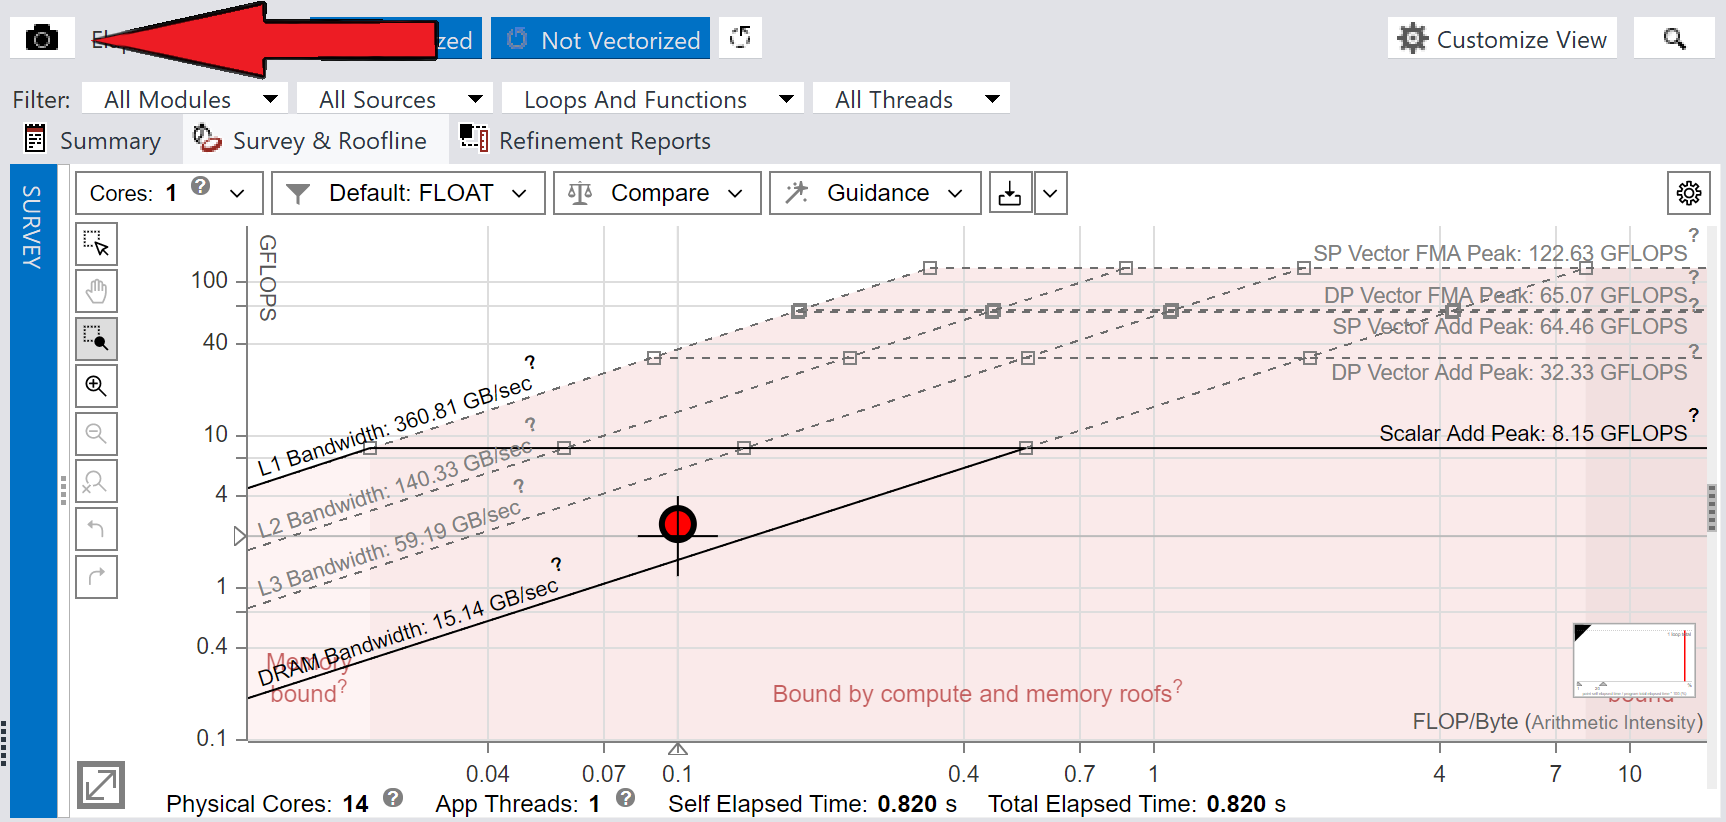 zed Not Vectorized Customize View
Filter: All Modules All Sources Loops And Functions All Threads
Summary Survey & Roofline Refinement Reports
SURVEY
Cores: 1 ? Default: FLOAT Compare Guidance
GFLOPS
100
40
10
4
1
0.4
0.1
SP Vector FMA Peak: 122.63 GFLOPS ?
DP Vector FMA Peak: 65.07 GFLOPS ?
SP Vector Add Peak: 64.46 GFLOPS ?
DP Vector Add Peak: 32.33 GFLOPS ?
Scalar Add Peak: 8.15 GFLOPS ?
L1 Bandwidth: 360.81 GB/sec ?
L2 Bandwidth: 140.33 GB/sec ?
L3 Bandwidth: 59.19 GB/sec ?
DRAM Bandwidth: 15.14 GB/sec ?
Memory
bound?
Bound by compute and memory roofs?
bound
FLOP/Byte (Arithmetic Intensity)
0.04 0.07 0.1 0.4 0.7 1 4 7 10
Physical Cores: 14 ? App Threads: 1 ? Self Elapsed Time: 0.820 s Total Elapsed Time: 0.820 s